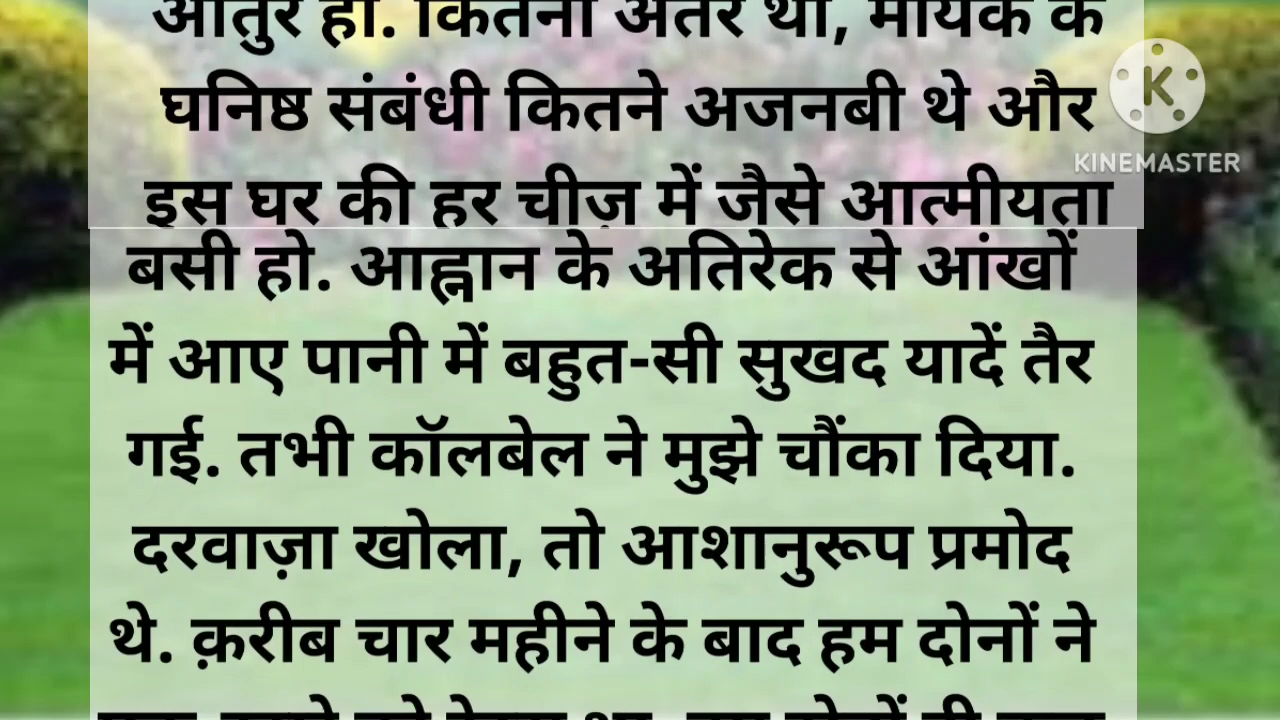 आतुर हो. कितना अंतर था, मायके के
घनिष्ठ संबंधी कितने अजनबी थे और
इस घर की हर चीज़ में जैसे आत्मीयता
बसी हो. आह्लान के अतिरेक से आंखों
में आए पानी में बहुत-सी सुखद यादें तैर
गई. तभी कॉलबेल ने मुझे चौंका दिया.
दरवाज़ा खोला, तो आशानुरूप प्रमोद
थे. क़रीब चार महीने के बाद हम दोनों ने
K
KINEMASTER